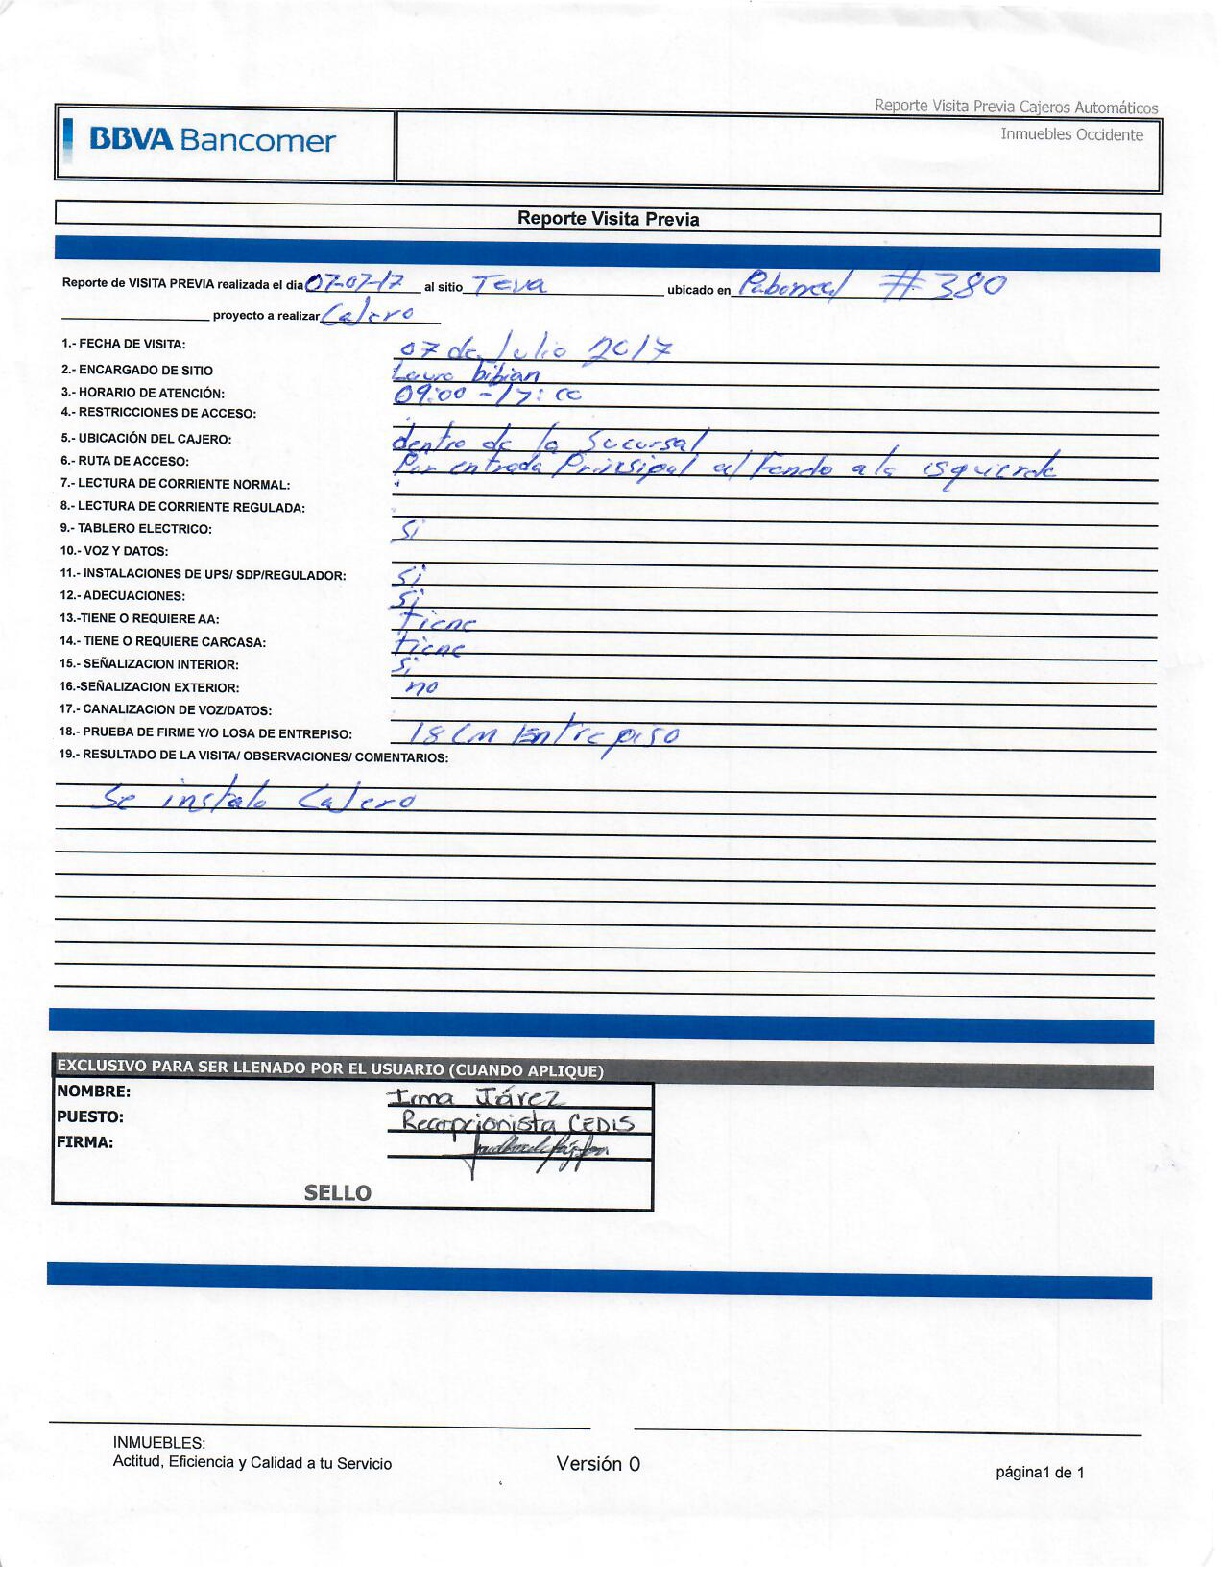 Reporte Visita Previa Cajeros Automáticos
BBVA Bancomer
Inmuebles Occidente
Reporte Visita Previa
Reporte de VISITA PREVIA realizada el dia 07-07-17 al sitio Teva ubicado en #380
proyecto a realizar Cajero
1.- FECHA DE VISITA: 07 de Julio 2017
2.- ENCARGADO DE SITIO Laura bibian
3.- HORARIO DE ATENCIÓN: 09:00 - 17:00
4.- RESTRICCIONES DE ACCESO:
5.- UBICACIÓN DEL CAJERO: dentro de la Sucursal
6.- RUTA DE ACCESO: Por entrada Prinsipal al fondo a la isquierda
7.- LECTURA DE CORRIENTE NORMAL:
8.- LECTURA DE CORRIENTE REGULADA:
9.- TABLERO ELECTRICO: Si
10.- VOZ Y DATOS:
11.- INSTALACIONES DE UPS/ SDP/REGULADOR: Si
12.- ADECUACIONES: Si
13.-TIENE O REQUIERE AA: tiene
14.- TIENE O REQUIERE CARCASA: tiene
15.- SEÑALIZACION INTERIOR: Si
16.-SEÑALIZACION EXTERIOR: no
17.- CANALIZACION DE VOZ/DATOS:
18.- PRUEBA DE FIRME Y/O LOSA DE ENTREPISO: 18 cm Entrepiso
19.- RESULTADO DE LA VISITA/ OBSERVACIONES/ COMENTARIOS:
Se instalo Cajero
EXCLUSIVO PARA SER LLENADO POR EL USUARIO (CUANDO APLIQUE)
NOMBRE: Irma Járez
PUESTO: Recepcionista CEDIS
FIRMA:
SELLO
INMUEBLES:
Actitud, Eficiencia y Calidad a tu Servicio
Versión 0
página1 de 1